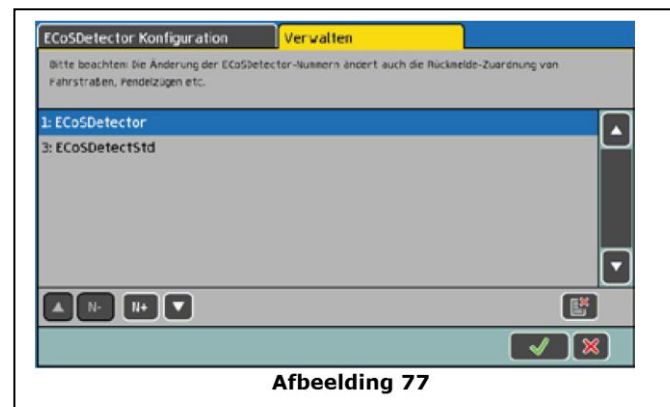 ECoSDetector Konfiguration
Verwalten
Bitte beachten: Die Änderung der ECoSDetector-Nummern ändert auch die Rückmelde-Zuordnung von
Fahrstraßen, Pendelzügen etc.
1: ECoSDetector
3: ECoSDetectStd
N-
N+
Afbeelding 77